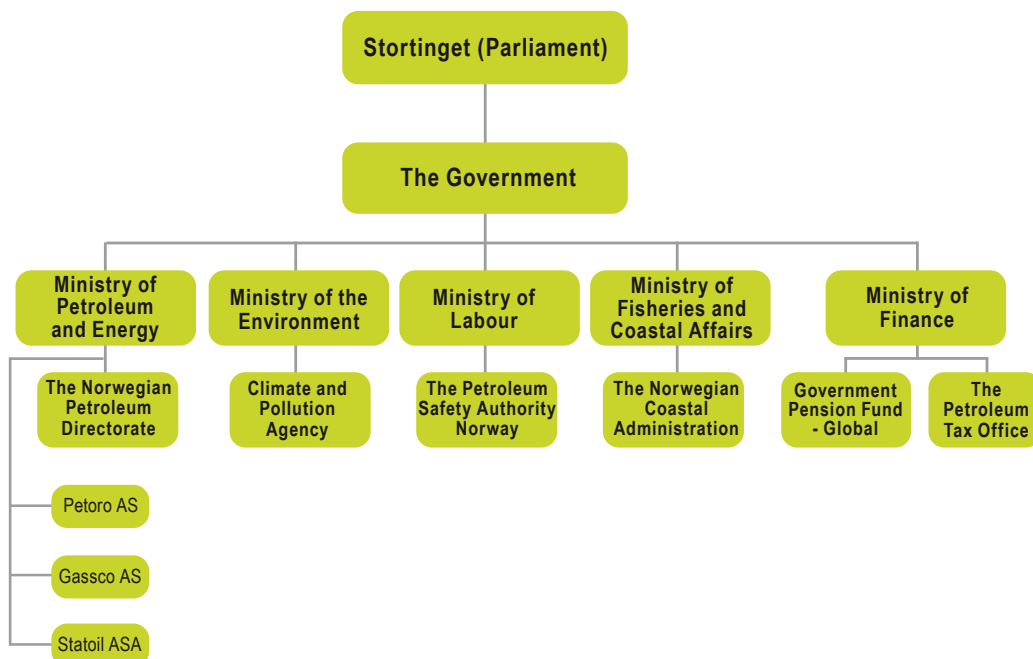 Stortinget (Parliament)
The Government
Ministry of
Petroleum
and Energy
Ministry of the
Environment
Ministry of
Labour
Ministry of
Fisheries and
Coastal Affairs
Ministry of
Finance
The Norwegian
Petroleum
Directorate
Climate and
Pollution
Agency
The Petroleum
Safety Authority
Norway
The Norwegian
Coastal
Administration
Government
Pension Fund
- Global
The
Petroleum
Tax Office
Petoro AS
Gassco AS
Statoil ASA